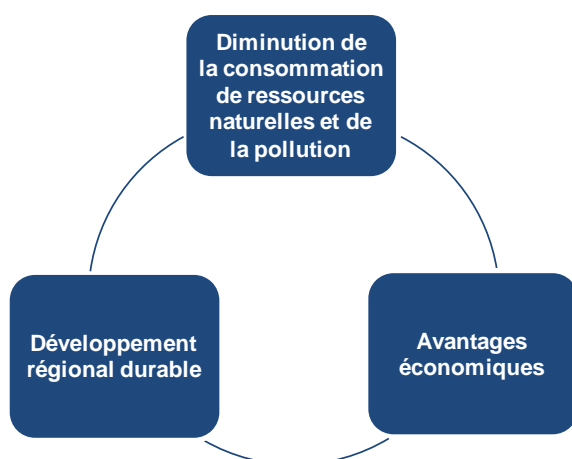 Diminution de
la consommation
de ressources
naturelles et de
la pollution
Développement
régional durable
Avantages
économiques